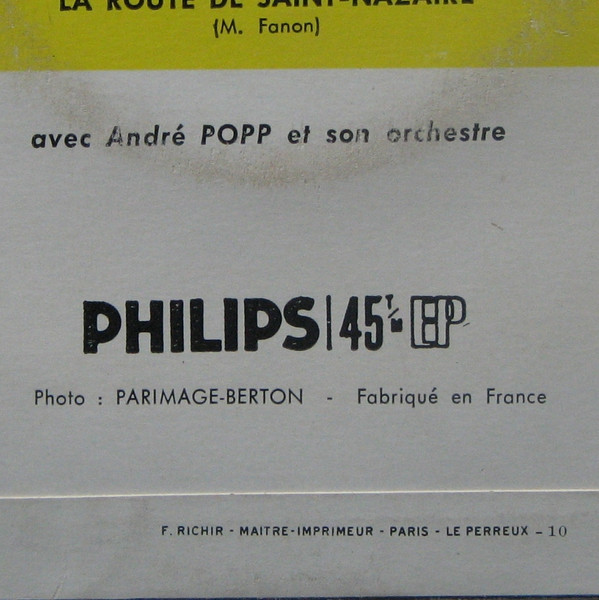 LA ROUTE DE SAINT-NAZAIRE
(M. Fanon)
avec André POPP et son orchestre
PHILIPS | 45 T/m EP
Photo : PARIMAGE-BERTON - Fabriqué en France
F. RICHIR - MAITRE-IMPRIMEUR - PARIS - LE PERREUX - 10